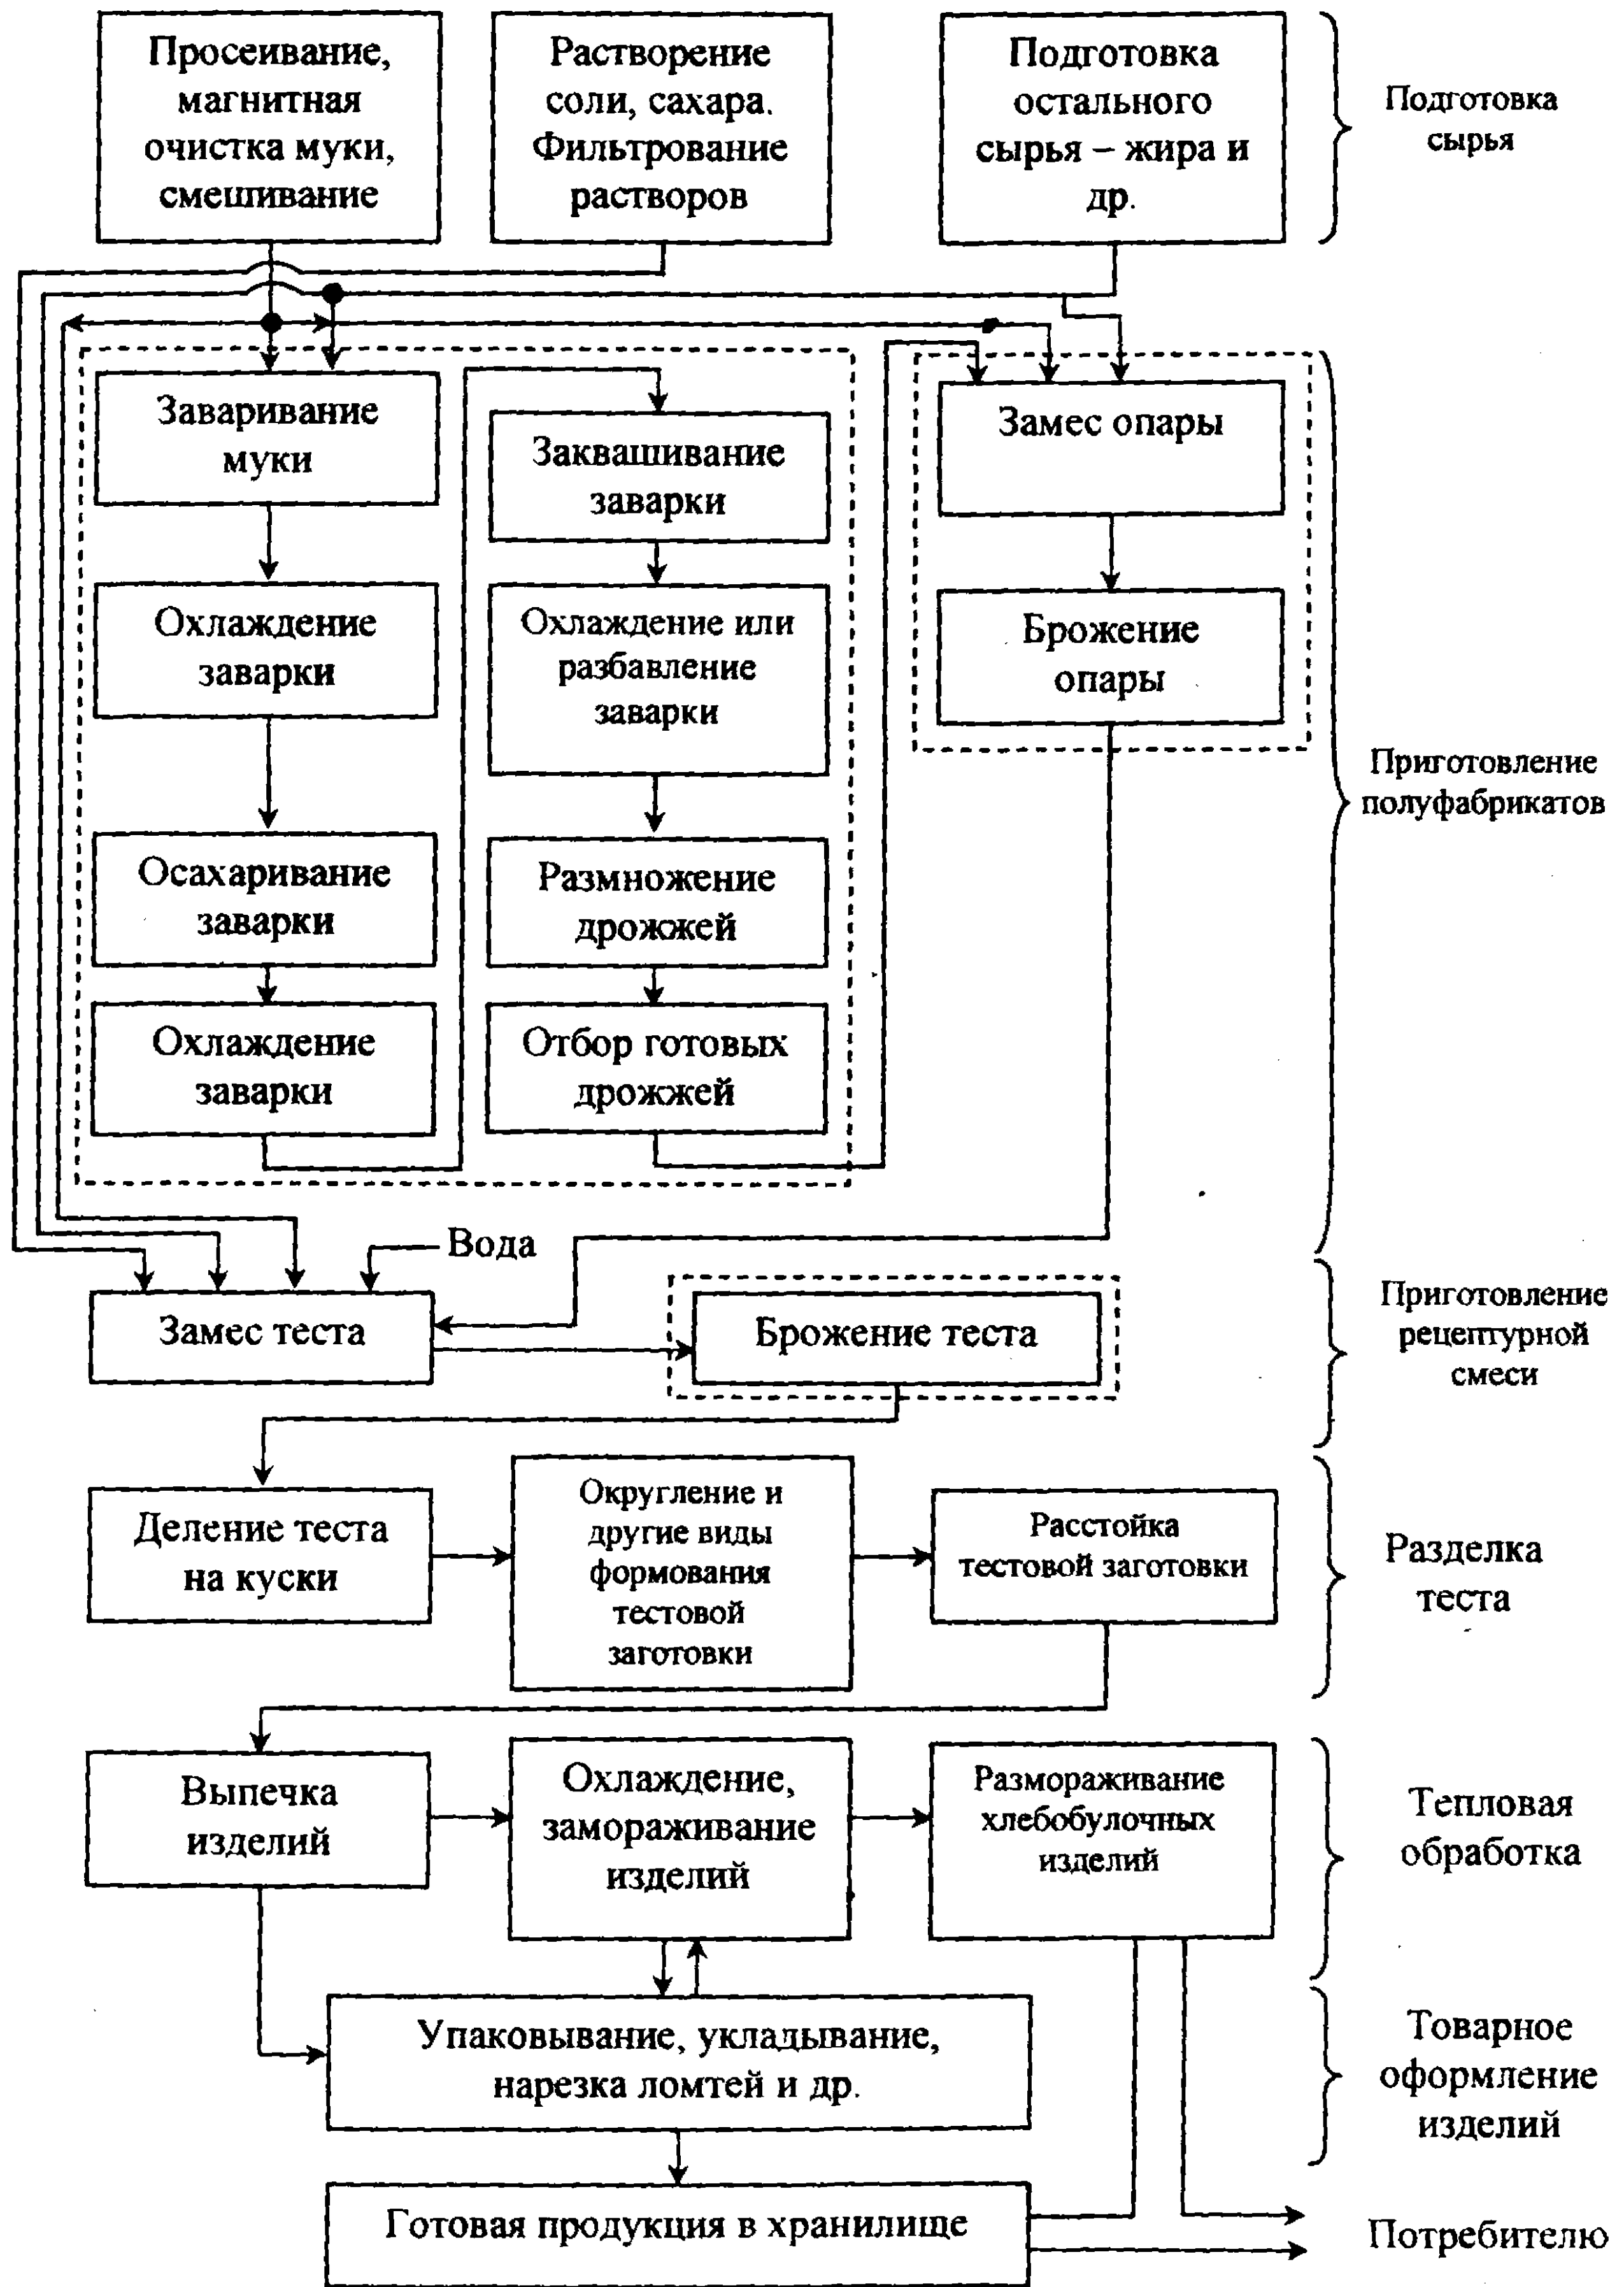 Просеивание,
магнитная
очистка муки,
смешивание
Растворение
соли, сахара.
Фильтрование
растворов
Подготовка
остального
сырья – жира и
др.
Подготовка
сырья
Заваривание
муки
Охлаждение
заварки
Осахаривание
заварки
Охлаждение
заварки
Заквашивание
заварки
Охлаждение или
разбавление
заварки
Размножение
дрожжей
Отбор готовых
дрожжей
Замес опары
Брожение
опары
Приготовление
полуфабрикатов
Вода
Замес теста
Брожение теста
Приготовление
рецептурной
смеси
Деление теста
на куски
Округление и
другие виды
формования
тестовой
заготовки
Расстойка
тестовой заготовки
Разделка
теста
Выпечка
изделий
Охлаждение,
замораживание
изделий
Размораживание
хлебобулочных
изделий
Тепловая
обработка
Упаковывание, укладывание,
нарезка ломтей и др.
Товарное
оформление
изделий
Готовая продукция в хранилище
Потребителю